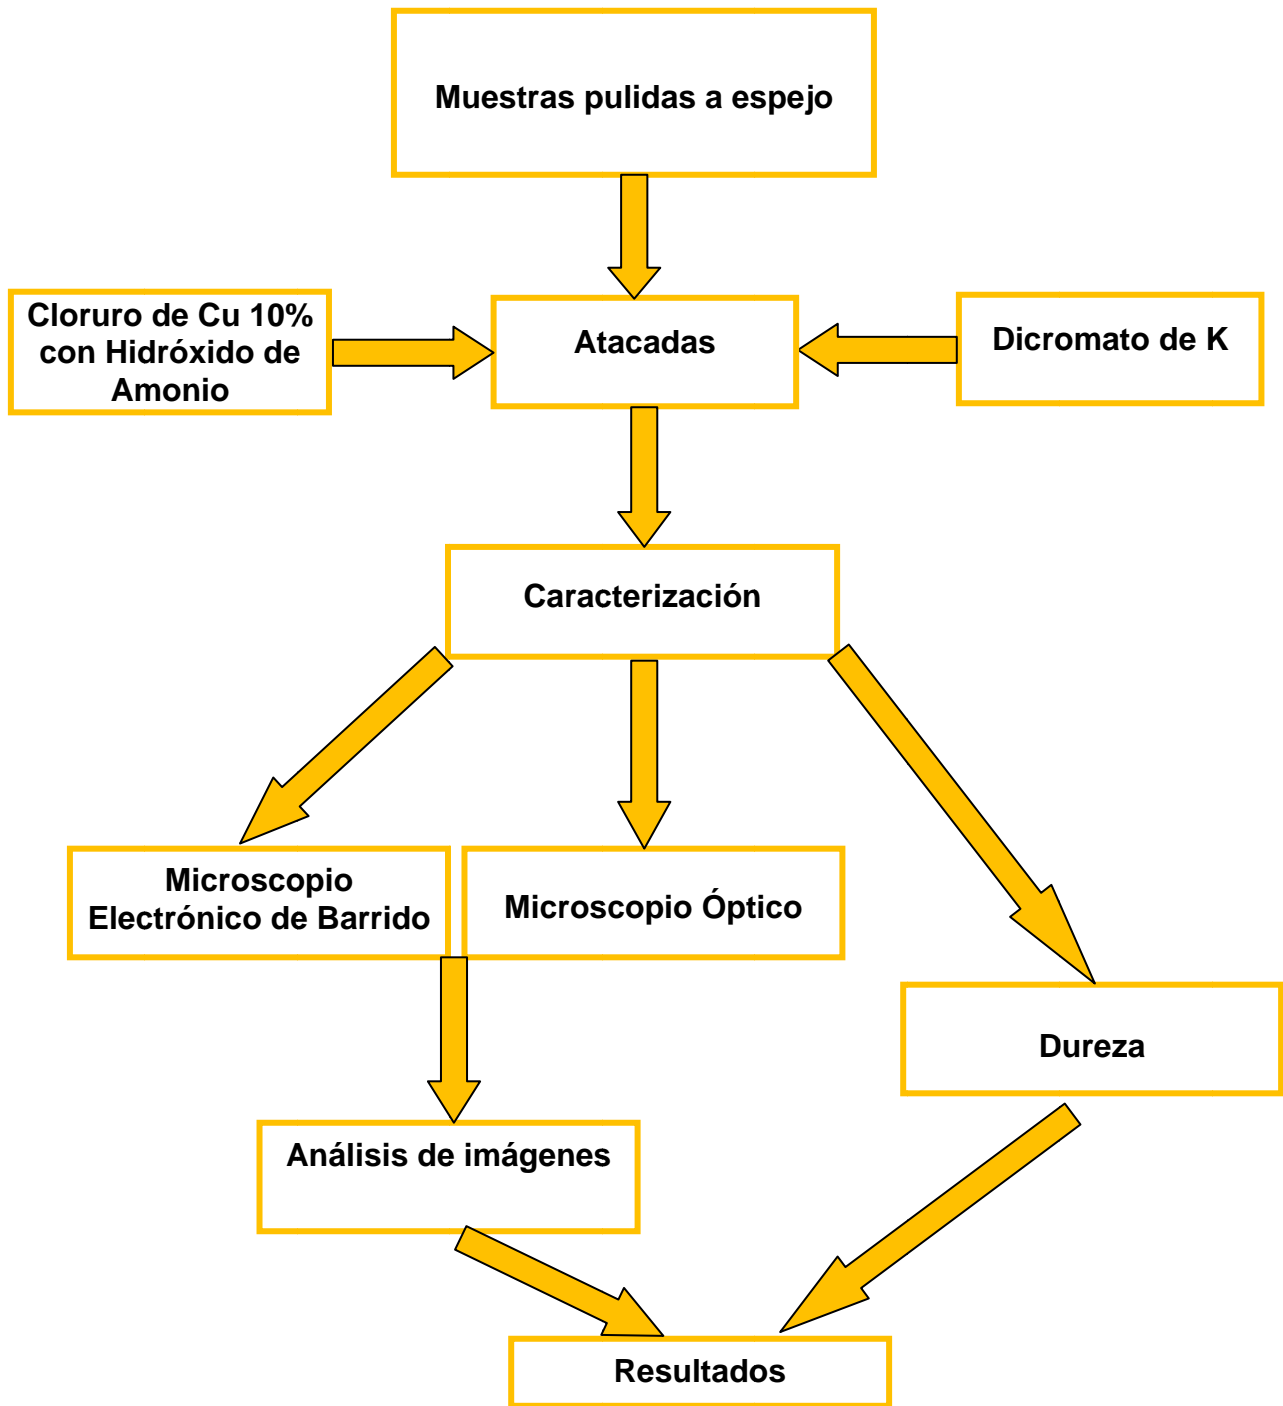 Muestras pulidas a espejo
Cloruro de Cu 10%
con Hidróxido de
Amonio
Atacadas
Dicromato de K
Caracterización
Microscopio
Electrónico de Barrido
Microscopio Óptico
Dureza
Análisis de imágenes
Resultados